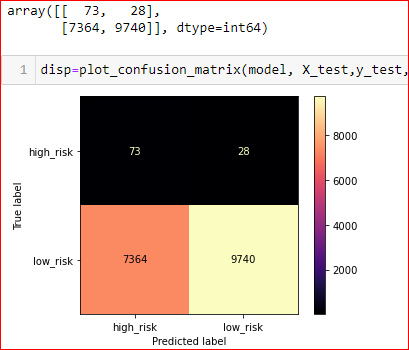 array([[  73,   28],
       [7364, 9740]], dtype=int64)
1 disp=plot_confusion_matrix(model, X_test,y_test,
True label
high_risk
73 28
low_risk
7364 9740
high_risk low_risk
Predicted label
8000
6000
4000
2000